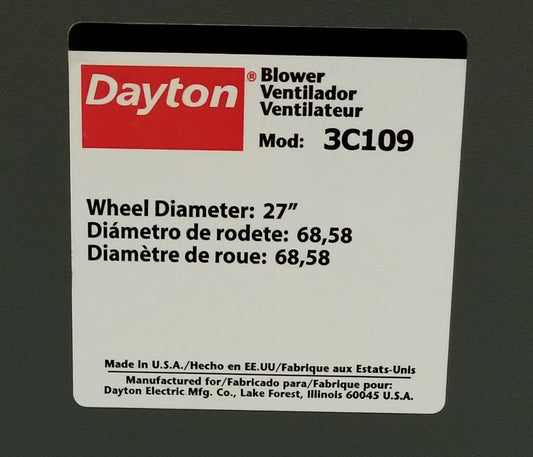 Dayton®
Blower
Ventilador
Ventilateur
Mod: 3C109
Wheel Diameter: 27”
Diámetro de rodete: 68,58
Diamètre de roue: 68,58
Made in U.S.A./Hecho en EE.UU/Fabrique aux Estats-Unis
Manufactured for/Fabricado para/Fabrique pour:
Dayton Electric Mfg. Co., Lake Forest, Illinois 60045 U.S.A.